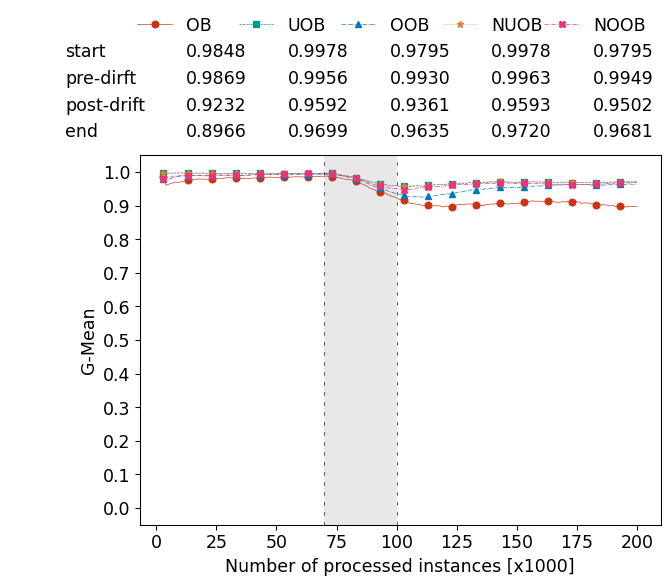 OB UOB OOB NUOB NOOB
start 0.9848 0.9978 0.9795 0.9978 0.9795
pre-dirft 0.9869 0.9956 0.9930 0.9963 0.9949
post-drift 0.9232 0.9592 0.9361 0.9593 0.9502
end 0.8966 0.9699 0.9635 0.9720 0.9681
1.0
0.9
0.8
0.7
0.6
0.5
0.4
0.3
0.2
0.1
0.0
G-Mean
0 25 50 75 100 125 150 175 200
Number of processed instances [x1000]